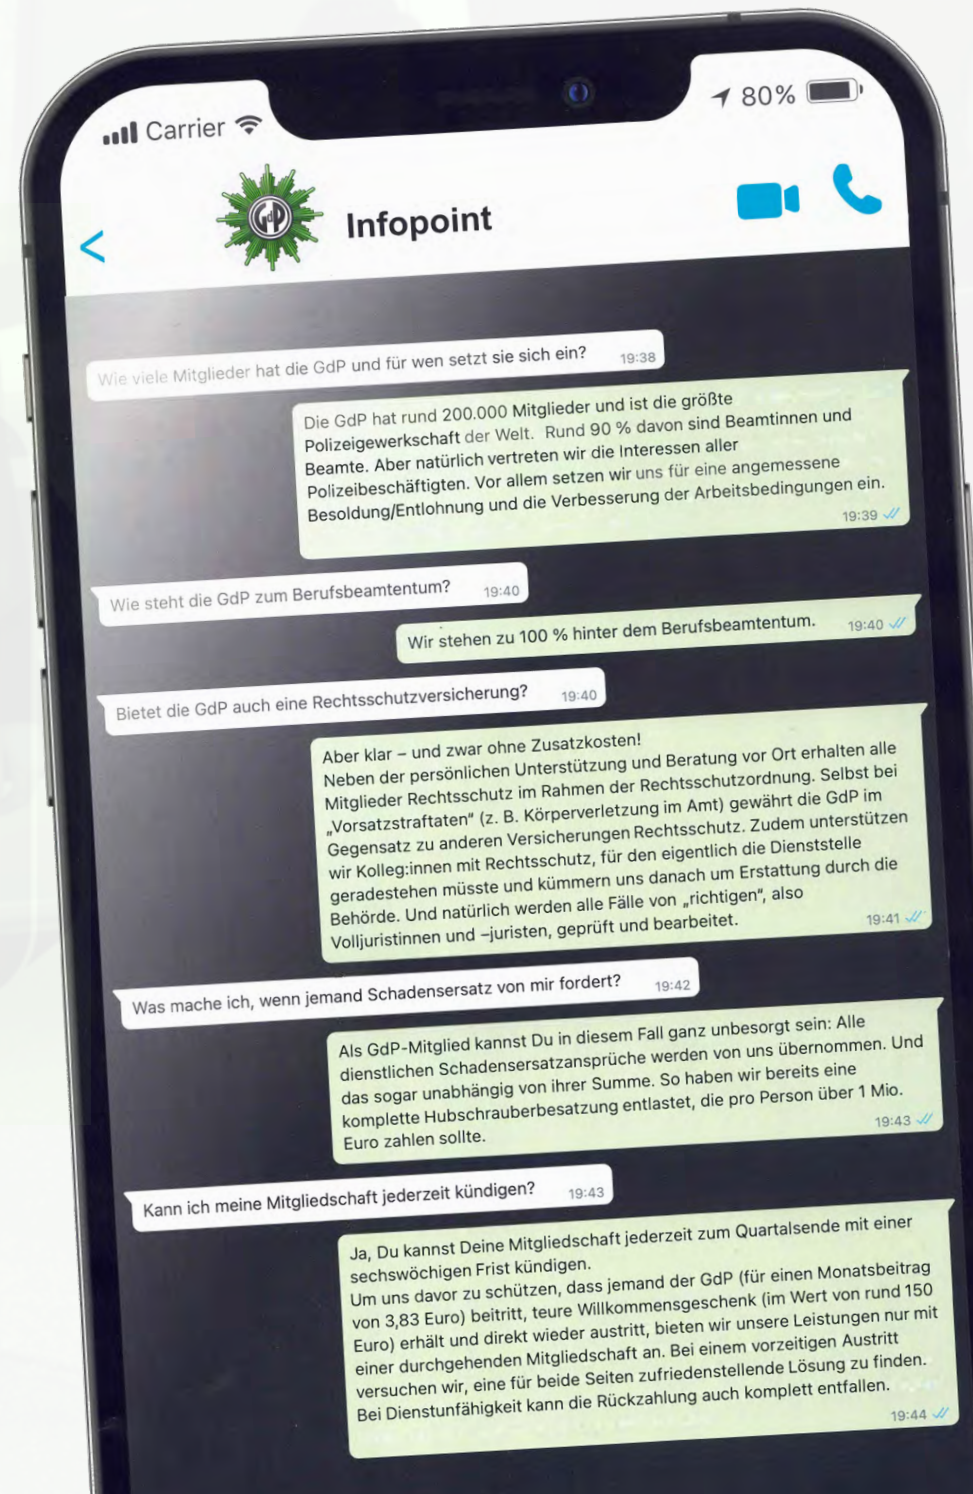 Carrier
80%
<
GdP
Infopoint
Wie viele Mitglieder hat die GdP und für wen setzt sie sich ein? 19:38
Die GdP hat rund 200.000 Mitglieder und ist die größte
Polizeigewerkschaft der Welt. Rund 90 % davon sind Beamtinnen und
Beamte. Aber natürlich vertreten wir die Interessen aller
Polizeibeschäftigten. Vor allem setzen wir uns für eine angemessene
Besoldung/Entlohnung und die Verbesserung der Arbeitsbedingungen ein.
19:39
Wie steht die GdP zum Berufsbeamtentum? 19:40
Wir stehen zu 100 % hinter dem Berufsbeamtentum. 19:40
Bietet die GdP auch eine Rechtsschutzversicherung? 19:40
Aber klar – und zwar ohne Zusatzkosten!
Neben der persönlichen Unterstützung und Beratung vor Ort erhalten alle
Mitglieder Rechtsschutz im Rahmen der Rechtsschutzordnung. Selbst bei
„Vorsatzstraftaten“ (z. B. Körperverletzung im Amt) gewährt die GdP im
Gegensatz zu anderen Versicherungen Rechtsschutz. Zudem unterstützen
wir Kolleg:innen mit Rechtsschutz, für den eigentlich die Dienststelle
geradestehen müsste und kümmern uns danach um Erstattung durch die
Behörde. Und natürlich werden alle Fälle von „richtigen“, also
Volljuristinnen und –juristen, geprüft und bearbeitet. 19:41
Was mache ich, wenn jemand Schadensersatz von mir fordert? 19:42
Als GdP-Mitglied kannst Du in diesem Fall ganz unbesorgt sein: Alle
dienstlichen Schadensersatzansprüche werden von uns übernommen. Und
das sogar unabhängig von ihrer Summe. So haben wir bereits eine
komplette Hubschrauberbesatzung entlastet, die pro Person über 1 Mio.
Euro zahlen sollte. 19:43
Kann ich meine Mitgliedschaft jederzeit kündigen? 19:43
Ja, Du kannst Deine Mitgliedschaft jederzeit zum Quartalsende mit einer
sechswöchigen Frist kündigen.
Um uns davor zu schützen, dass jemand der GdP (für einen Monatsbeitrag
von 3,83 Euro) beitritt, teure Willkommensgeschenk (im Wert von rund 150
Euro) erhält und direkt wieder austritt, bieten wir unsere Leistungen nur mit
einer durchgehenden Mitgliedschaft an. Bei einem vorzeitigen Austritt
versuchen wir, eine für beide Seiten zufriedenstellende Lösung zu finden.
Bei Dienstunfähigkeit kann die Rückzahlung auch komplett entfallen.
19:44